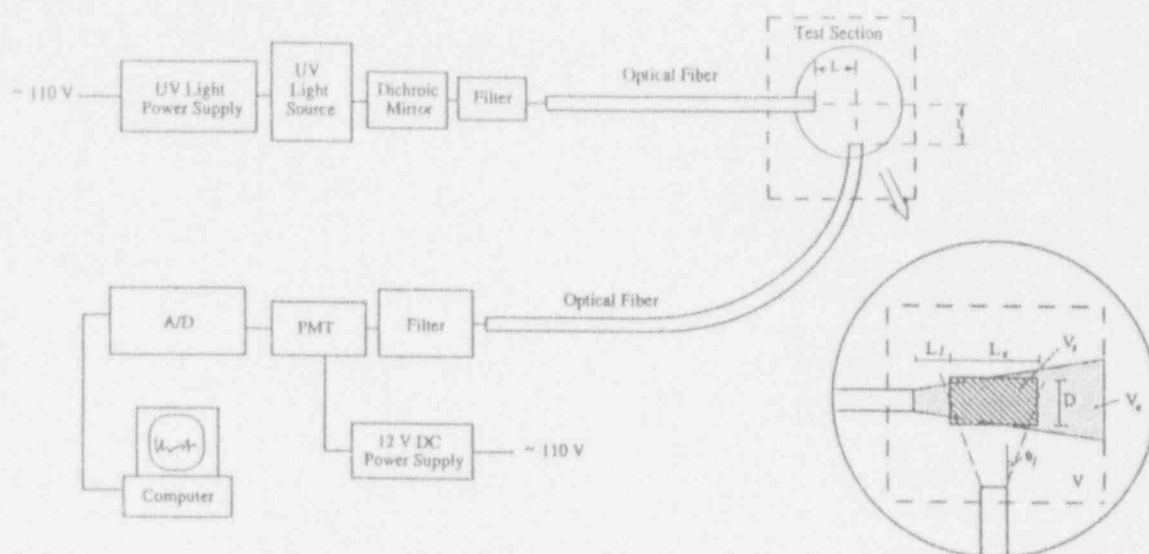 Test Section
L
~ 110 V
UV Light
Power Supply
UV
Light
Source
Dichroic
Mirror
Filter
Optical Fiber
L
Optical Fiber
A/D
PMT
Filter
12 V DC
Power Supply
~ 110 V
Computer
D
V